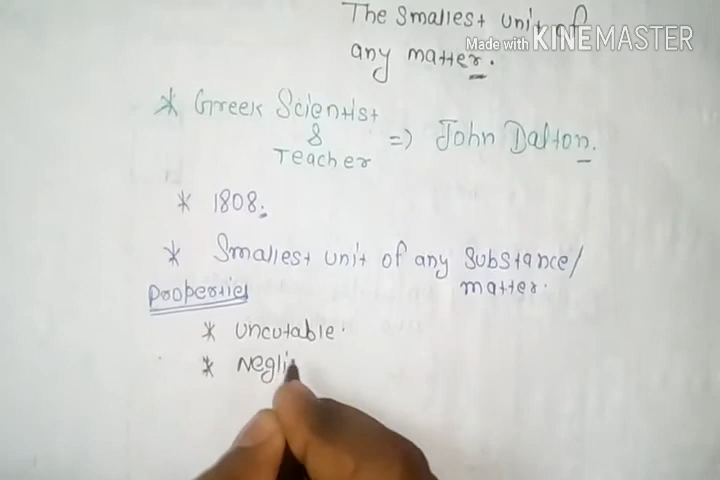 The Smallest unit of
Made with KINEMASTER
any matter.
* Greek Scientist
&
Teacher
=> John Dalton.
* 1808.
* Smallest unit of any substance/
matter.
Properties
* uncutable.
* Negli